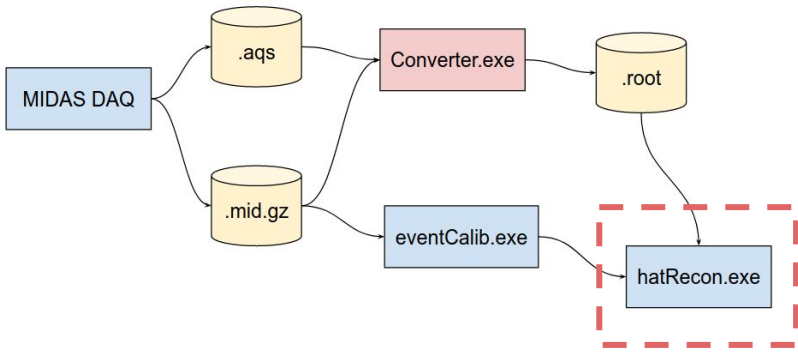 .aqs
Converter.exe
MIDAS DAQ
.root
.mid.gz
eventCalib.exe
hatRecon.exe